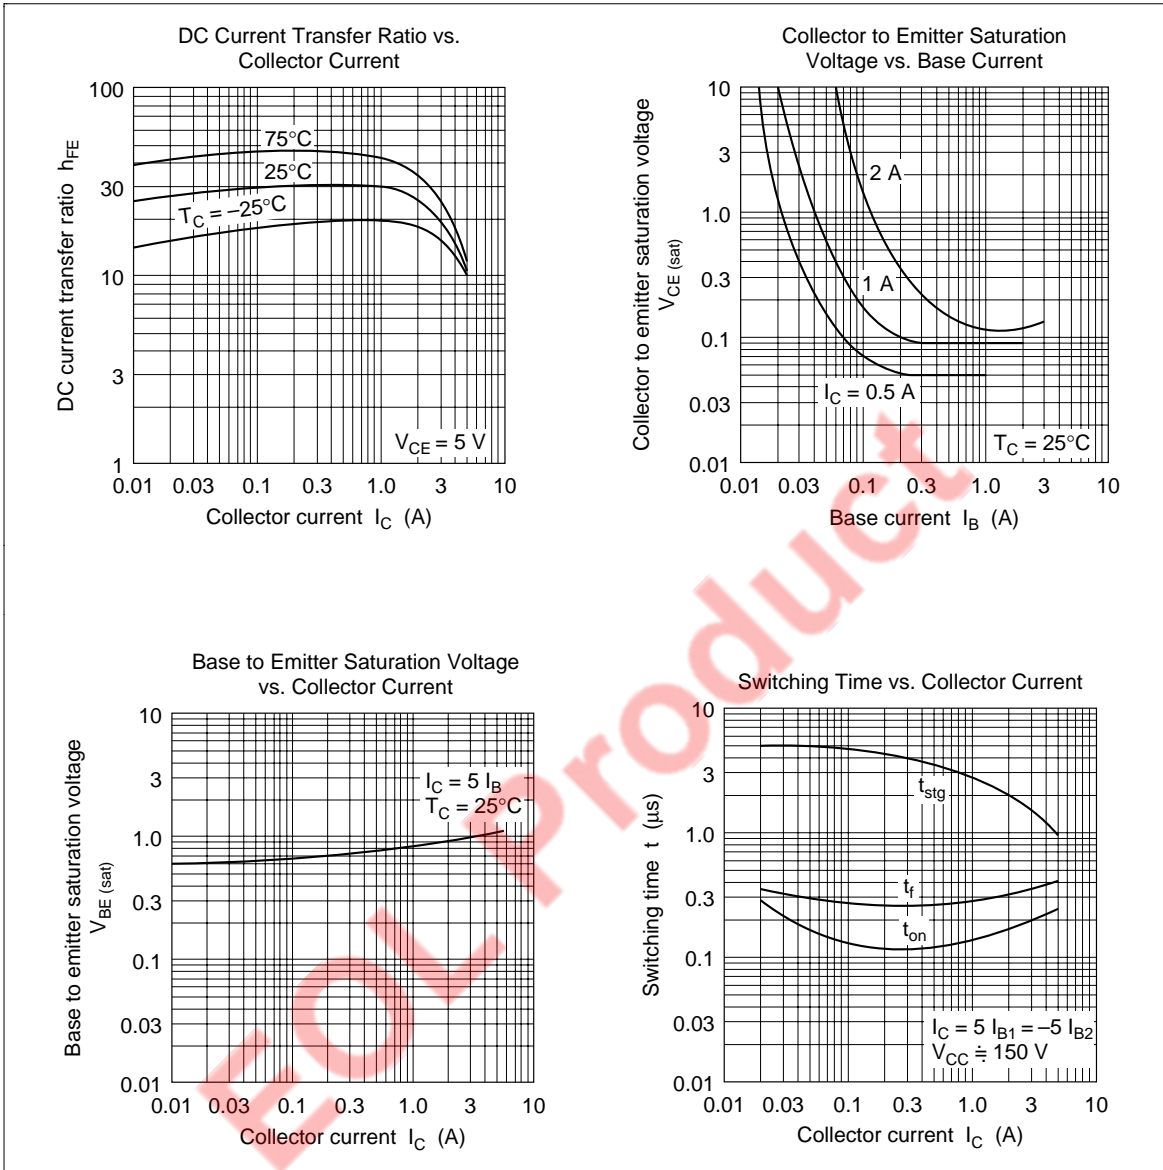 DC Current Transfer Ratio vs.
Collector Current
DC current transfer ratio hFE
100
30
10
3
1
75°C
25°C
TC = –25°C
VCE = 5 V
0.01 0.03 0.1 0.3 1.0 3 10
Collector current IC (A)
Collector to Emitter Saturation
Voltage vs. Base Current
Collector to emitter saturation voltage
VCE (sat)
10
3
1.0
0.3
0.1
0.03
0.01
2 A
1 A
IC = 0.5 A
TC = 25°C
0.01 0.03 0.1 0.3 1.0 3 10
Base current IB (A)
Base to Emitter Saturation Voltage
vs. Collector Current
Base to emitter saturation voltage
VBE (sat)
10
3
1.0
0.3
0.1
0.03
0.01
IC = 5 IB
TC = 25°C
0.01 0.03 0.1 0.3 1.0 3 10
Collector current IC (A)
Switching Time vs. Collector Current
Switching time t (µs)
10
3
1.0
0.3
0.1
0.03
0.01
tstg
tf
ton
IC = 5 IB1 = –5 IB2
VCC ≒ 150 V
0.01 0.03 0.1 0.3 1.0 3 10
Collector current IC (A)
EOL Product